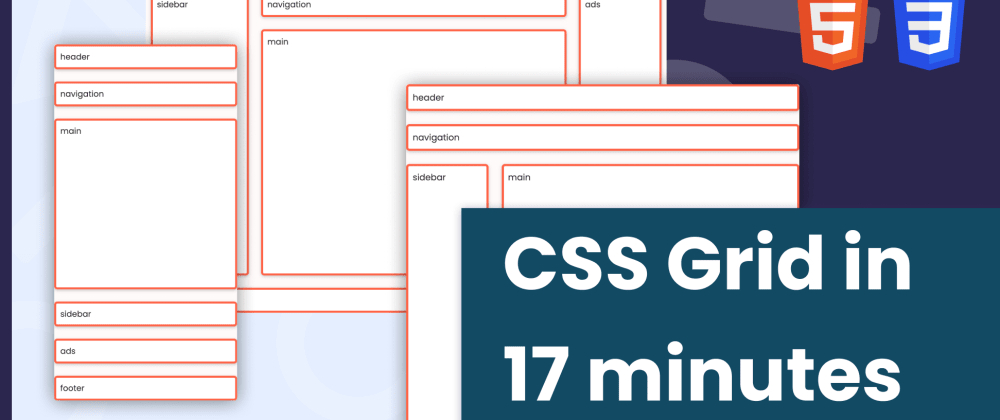 sidebar
navigation
ads
main
header
navigation
main
sidebar
ads
footer
header
navigation
sidebar
main
CSS Grid in
17 minutes
5
3